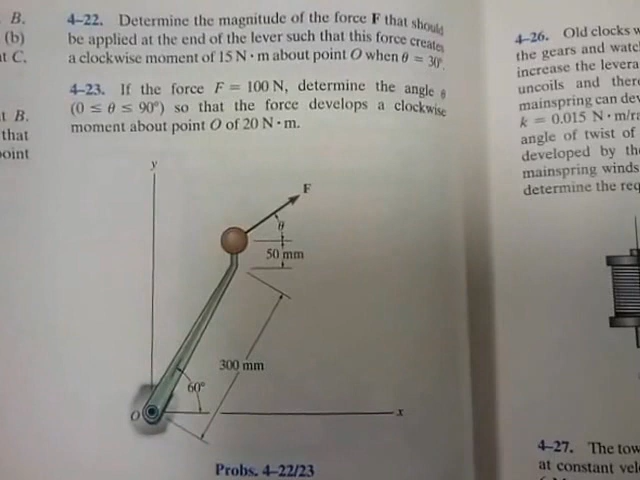 B.
(b)
at C.
at B.
that
point
4–22. Determine the magnitude of the force F that should
be applied at the end of the lever such that this force creates
a clockwise moment of 15 N · m about point O when θ = 30°.
4–23. If the force F = 100 N, determine the angle θ
(0 ≤ θ ≤ 90°) so that the force develops a clockwise
moment about point O of 20 N · m.
y
F
θ
50 mm
300 mm
60°
O
x
Probs. 4–22/23
4–26. Old clocks w
the gears and watc
increase the levera
uncoils and there
mainspring can dev
k = 0.015 N · m/ra
angle of twist of
developed by the
mainspring winds
determine the req
4–27. The tow
at constant vel